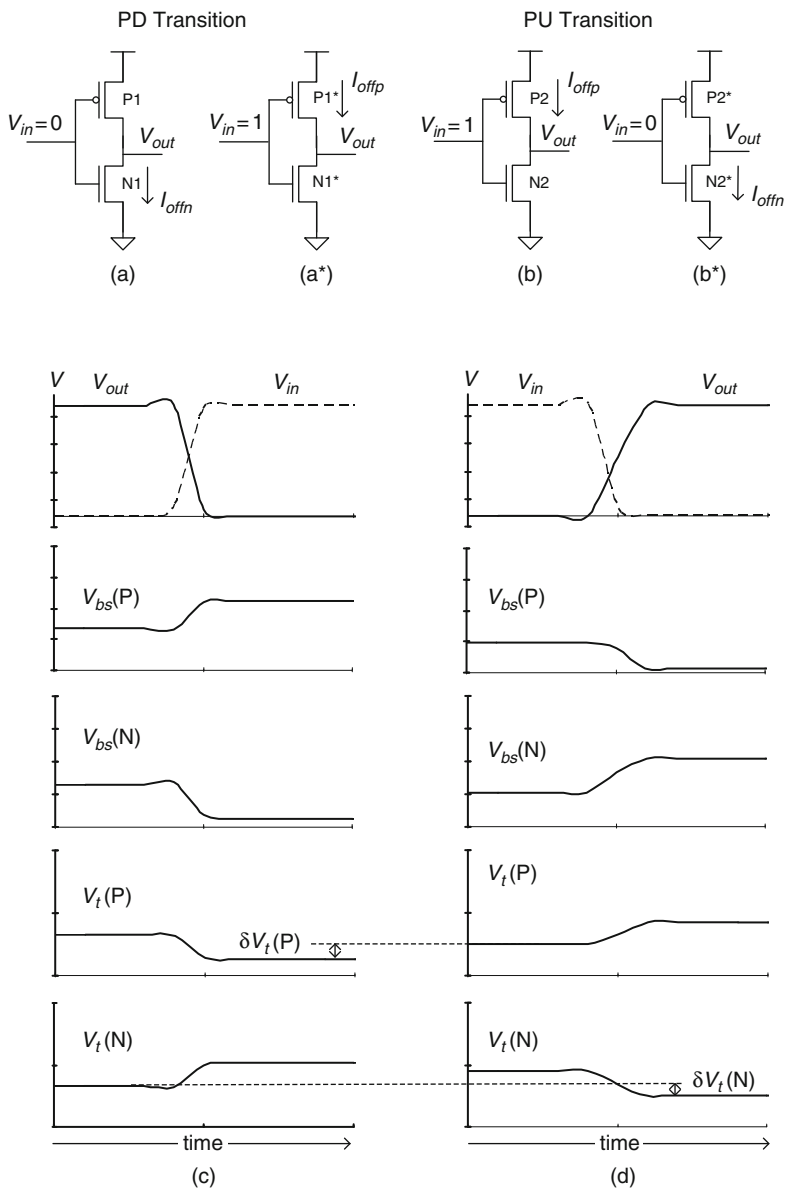 PD Transition
PU Transition
P1
V_in=0
V_out
N1
I_offn
(a)
P1*
I_offp
V_in=1
V_out
N1*
(a*)
P2
I_offp
V_in=1
V_out
N2
(b)
P2*
V_in=0
V_out
N2*
I_offn
(b*)
V
V_out
V_in
V_bs(P)
V_bs(N)
V_t(P)
δV_t(P)
V_t(N)
time
(c)
V
V_in
V_out
V_bs(P)
V_bs(N)
V_t(P)
V_t(N)
δV_t(N)
time
(d)